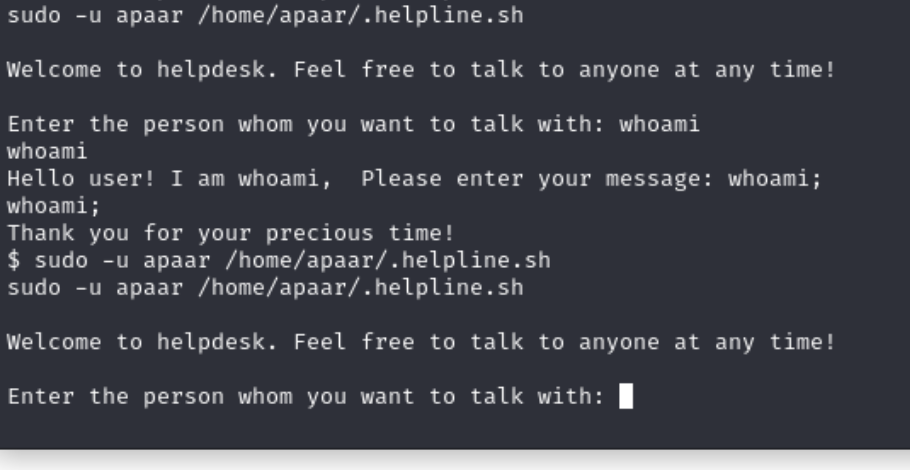 sudo -u apaar /home/apaar/.helpline.sh
Welcome to helpdesk. Feel free to talk to anyone at any time!
Enter the person whom you want to talk with: whoami
whoami
Hello user! I am whoami,  Please enter your message: whoami;
whoami;
Thank you for your precious time!
$ sudo -u apaar /home/apaar/.helpline.sh
sudo -u apaar /home/apaar/.helpline.sh
Welcome to helpdesk. Feel free to talk to anyone at any time!
Enter the person whom you want to talk with: